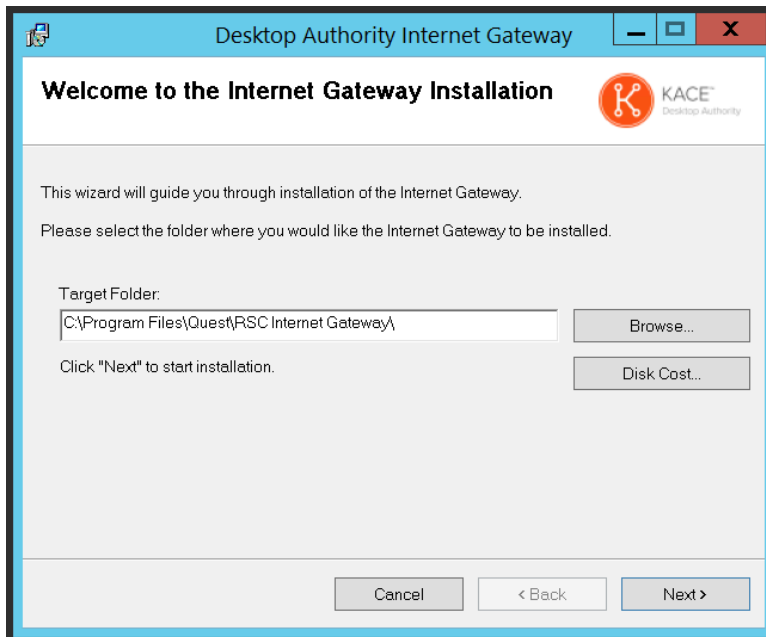 Desktop Authority Internet Gateway
Welcome to the Internet Gateway Installation
KACE™
Desktop Authority
This wizard will guide you through installation of the Internet Gateway.
Please select the folder where you would like the Internet Gateway to be installed.
Target Folder:
C:\Program Files\Quest\RSC Internet Gateway\
Browse...
Click "Next" to start installation.
Disk Cost...
Cancel
< Back
Next >